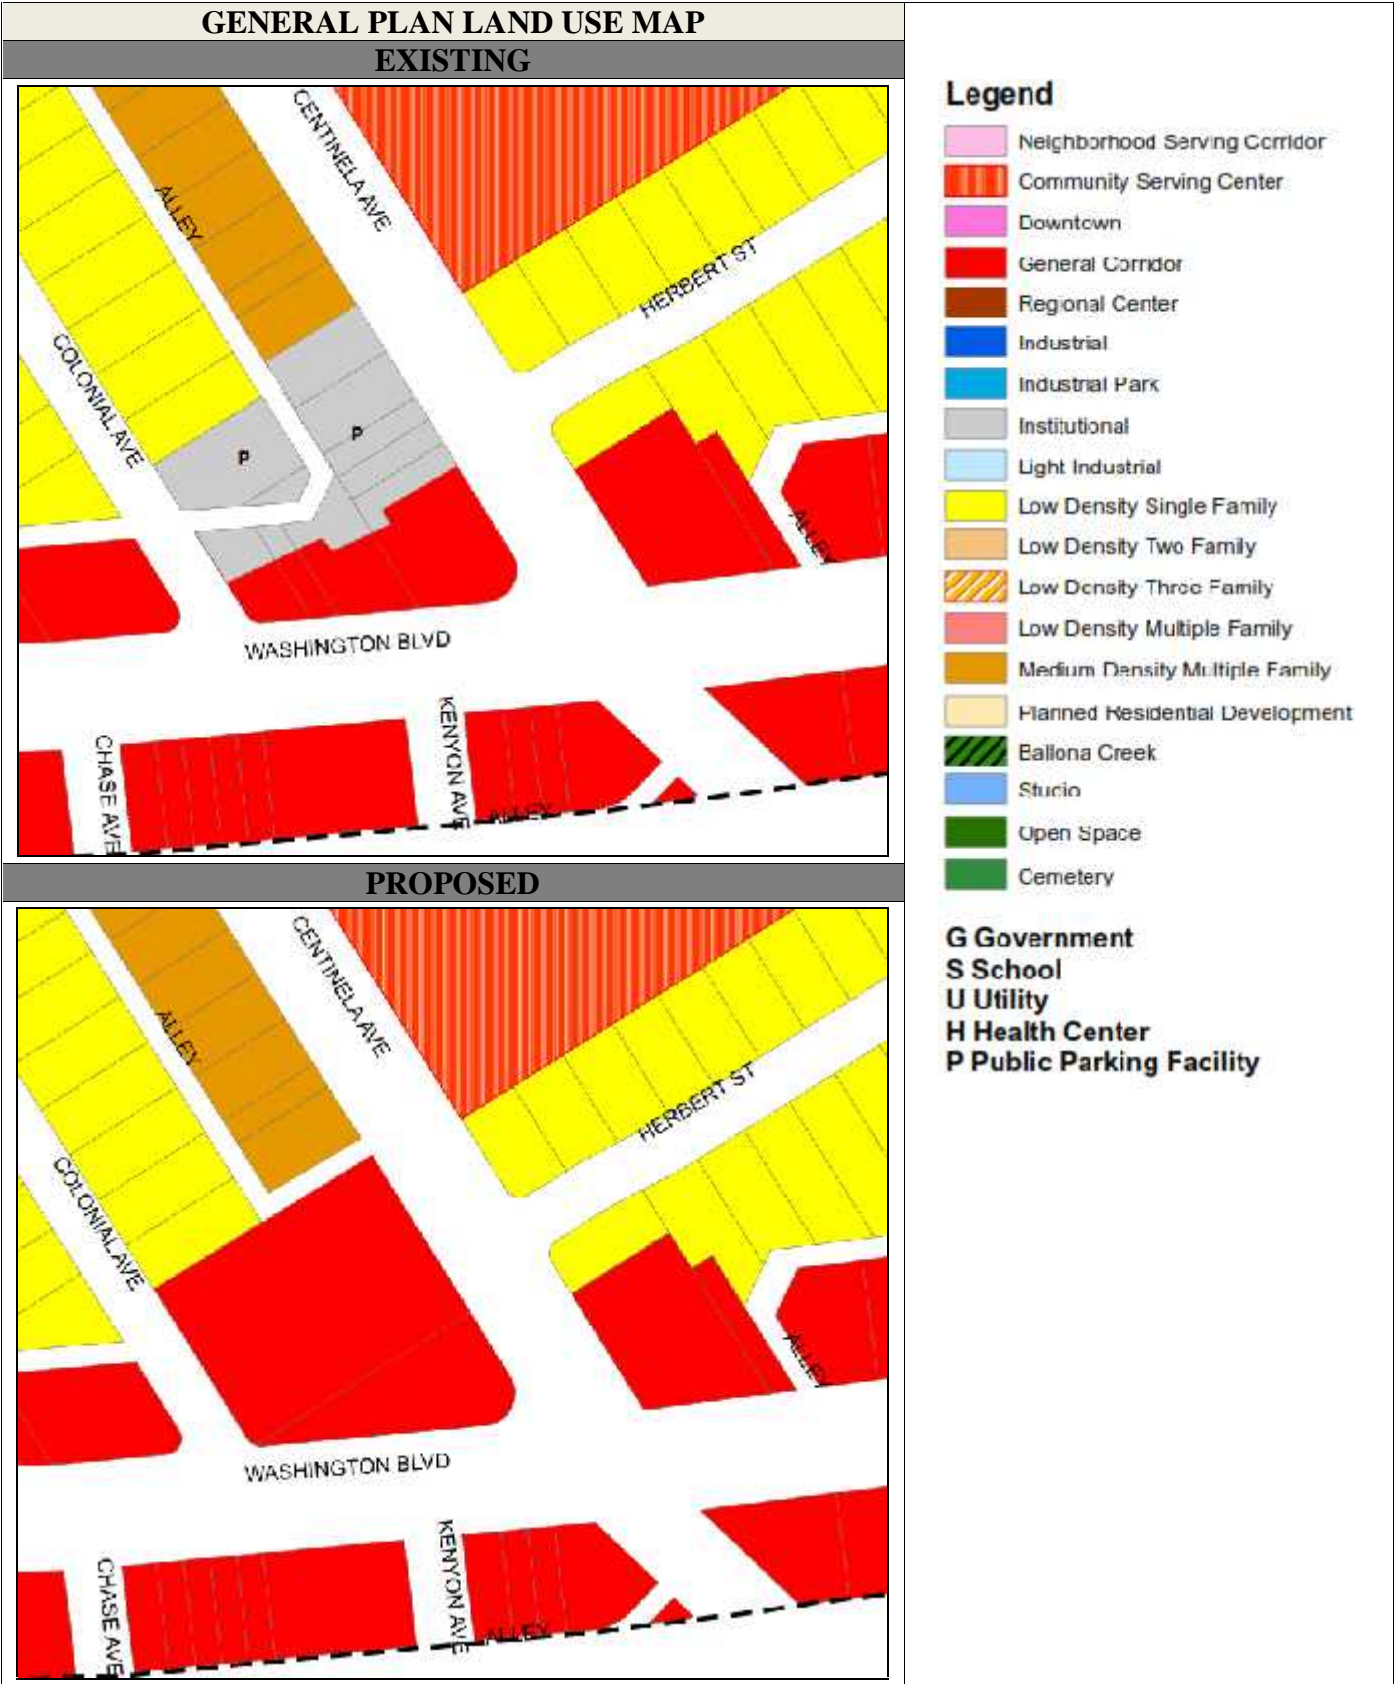 GENERAL PLAN LAND USE MAP
EXISTING
CENTINELA AVE
ALLEY
HERBERT ST
COLONIAL AVE
P
P
ALLEY
WASHINGTON BLVD
KENYON AVE
CHASE AVE
ALLEY
PROPOSED
CENTINELA AVE
ALLEY
HERBERT ST
COLONIAL AVE
ALLEY
WASHINGTON BLVD
KENYON AVE
CHASE AVE
ALLEY
Legend
Neighborhood Serving Corridor
Community Serving Center
Downtown
General Corridor
Regional Center
Industrial
Industrial Park
Institutional
Light Industrial
Low Density Single Family
Low Density Two Family
Low Density Three Family
Low Density Multiple Family
Medium Density Multiple Family
Planned Residential Development
Ballona Creek
Studio
Open Space
Cemetery
G Government
S School
U Utility
H Health Center
P Public Parking Facility